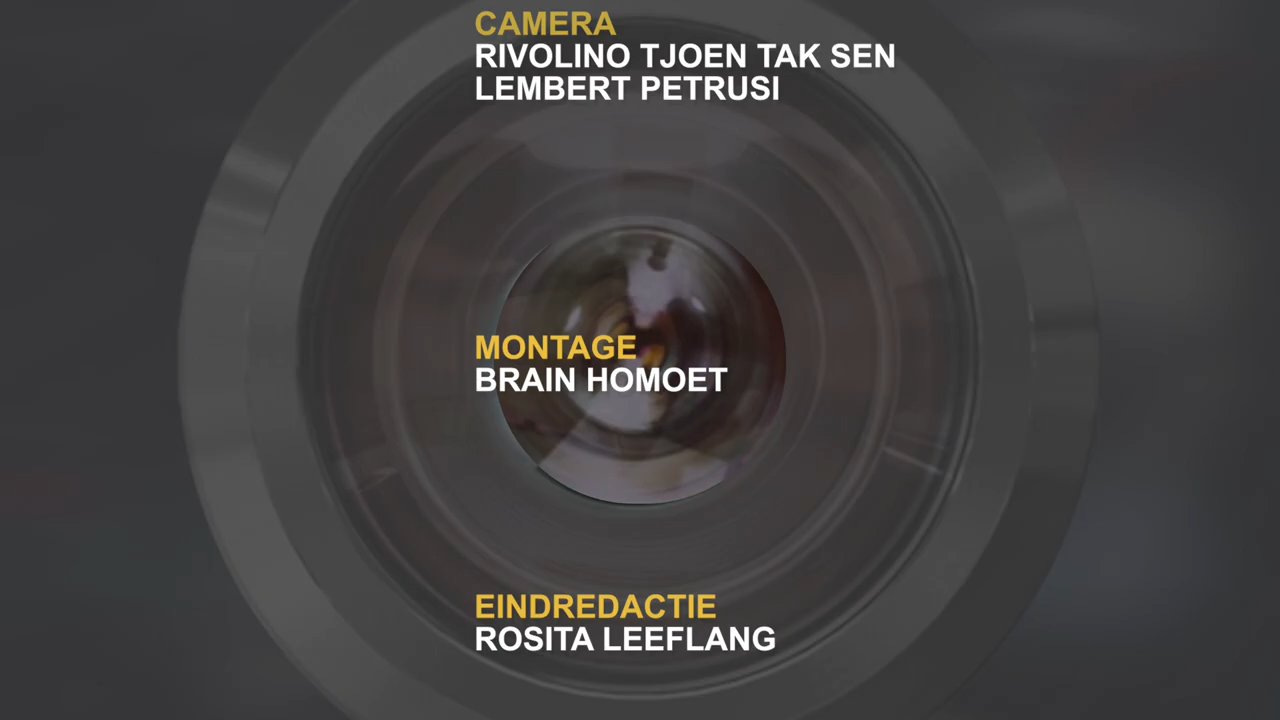 CAMERA
RIVOLINO TJOEN TAK SEN
LEMBERT PETRUSI
MONTAGE
BRAIN HOMOET
EINDREDACTIE
ROSITA LEEFLANG